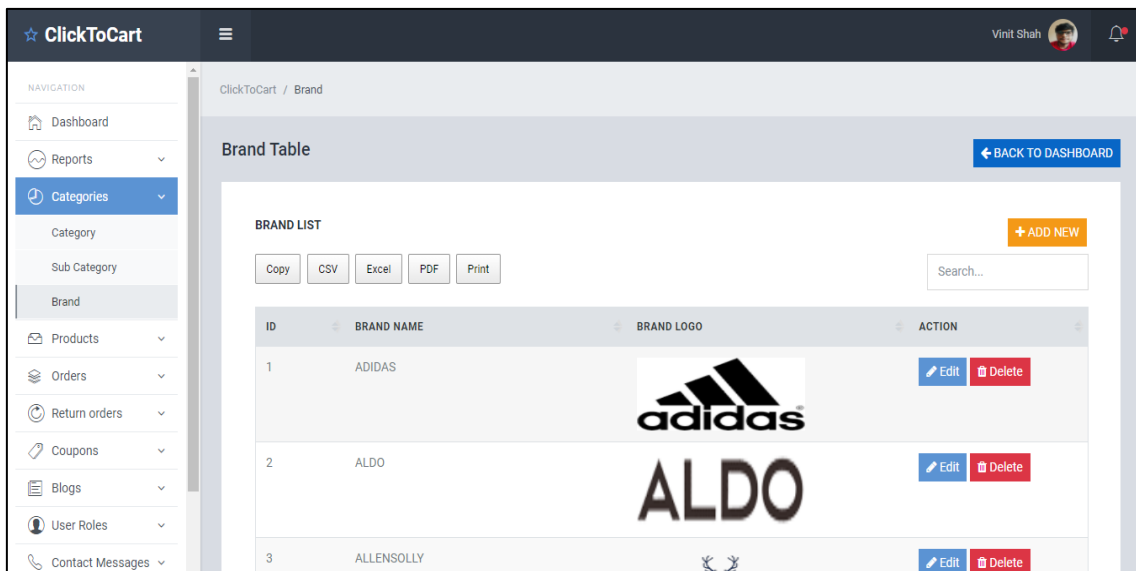 ClickToCart
Vinit Shah
NAVIGATION
ClickToCart / Brand
Dashboard
Reports
Categories
Category
Sub Category
Brand
Products
Orders
Return orders
Coupons
Blogs
User Roles
Contact Messages
Brand Table
BACK TO DASHBOARD
BRAND LIST
+ ADD NEW
Copy CSV Excel PDF Print
Search...
ID BRAND NAME BRAND LOGO ACTION
1 ADIDAS adidas Edit Delete
2 ALDO ALDO Edit Delete
3 ALLENSOLLY Edit Delete